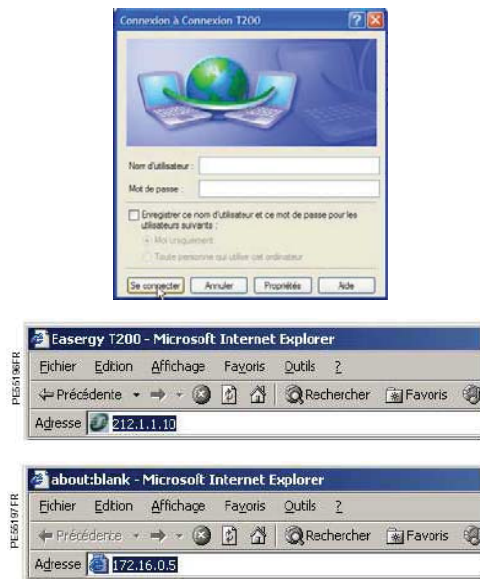 Connexion à Connexion T200
Nom d'utilisateur :
Mot de passe :
Enregistrer ce nom d'utilisateur et ce mot de passe pour les
utilisateurs suivants :
Moi uniquement
Toute personne qui utilise cet ordinateur
Se connecter Annuler Propriétés Aide
PE55196FR
Easergy T200 - Microsoft Internet Explorer
Fichier Edition Affichage Favoris Outils ?
Précédente Rechercher Favoris
Adresse 212.1.1.10
PE55197FR
about:blank - Microsoft Internet Explorer
Fichier Edition Affichage Favoris Outils ?
Précédente Rechercher Favoris
Adresse 172.16.0.5